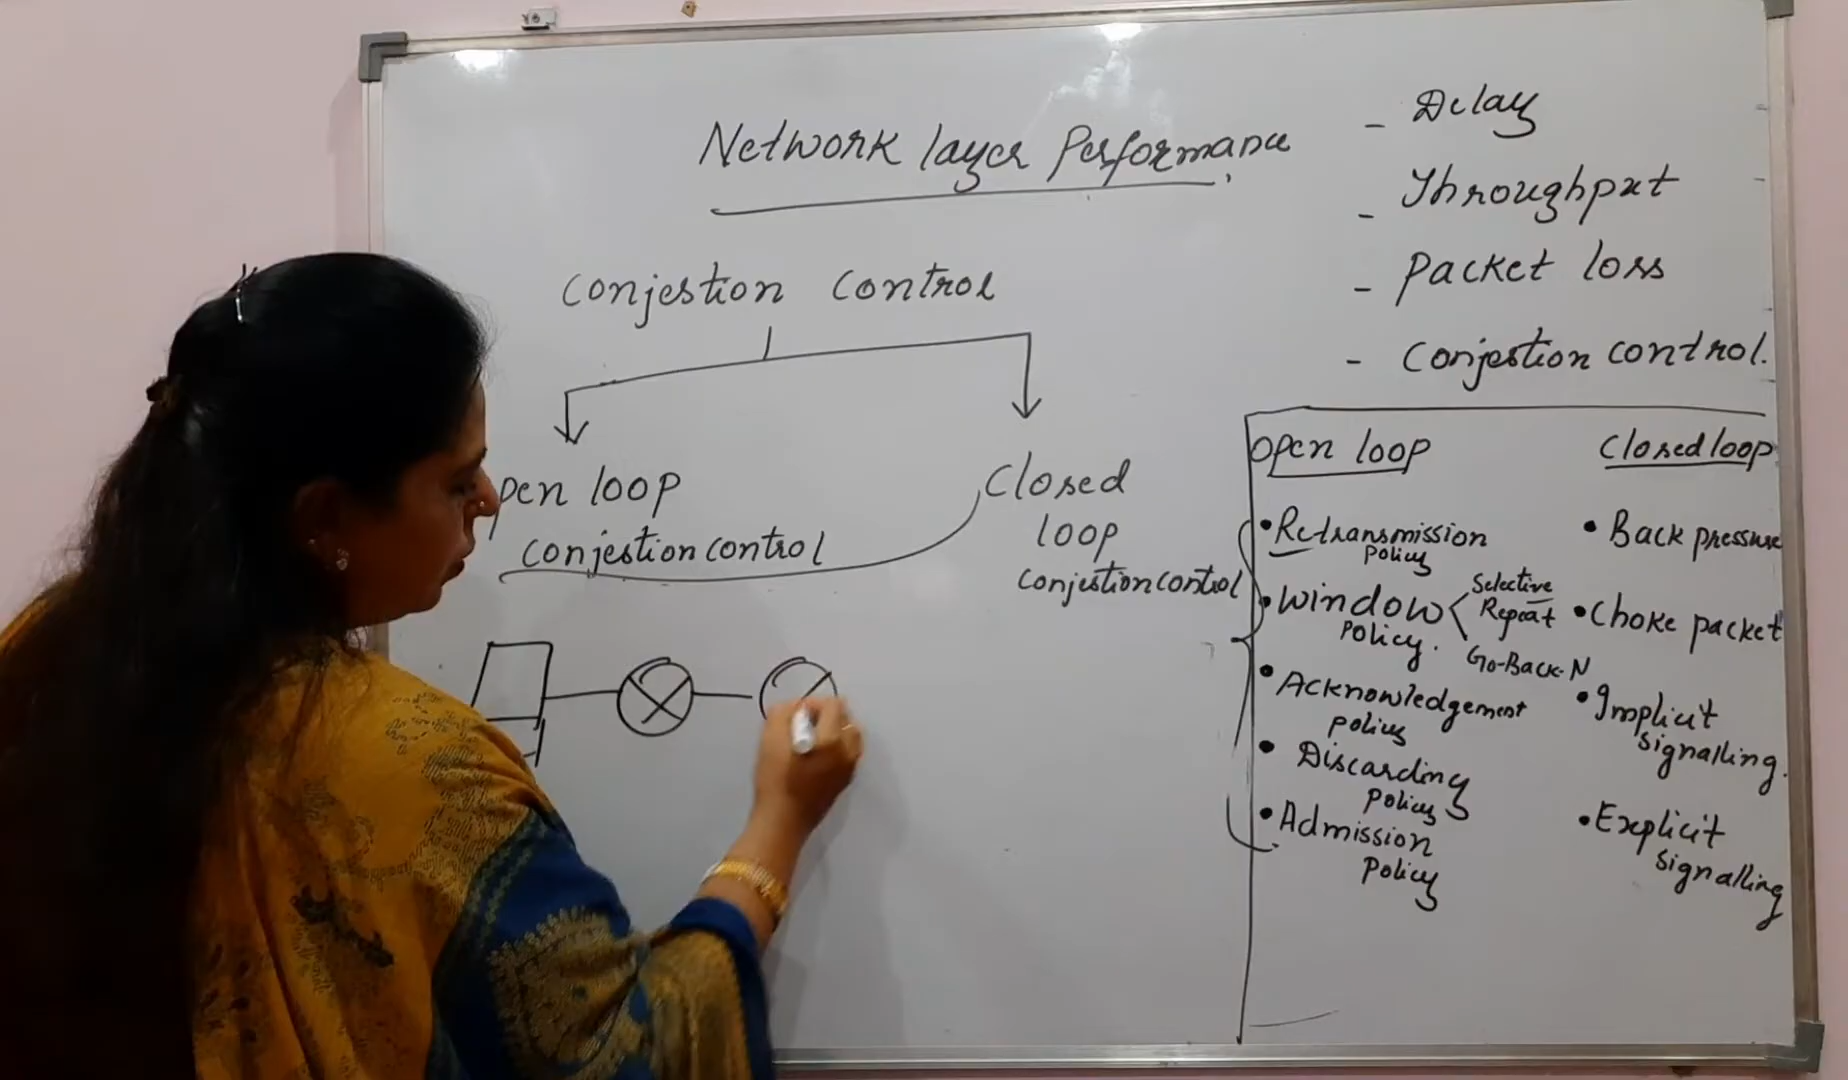 Network layer Performance
- Delay
- Throughput
- Packet loss
- Conjestion control.
Conjestion control
pen loop
conjestion control
Closed
loop
conjestion control
open loop
• Retransmission
policy
• Window
policy.
Selective
Repeat
Go-Back-N
• Acknowledgement
policy
• Discarding
policy
• Admission
policy
Closed loop
• Back pressure
• Choke packet
• Implicit
signalling.
• Explicit
signalling